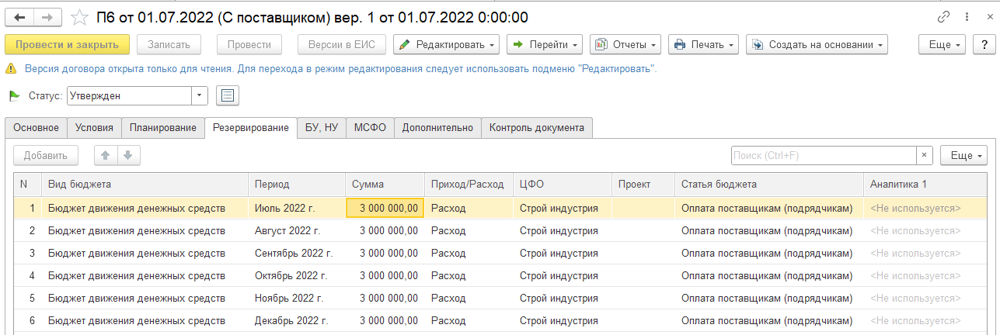 П6 от 01.07.2022 (С поставщиком) вер. 1 от 01.07.2022 0:00:00
Провести и закрыть Записать Провести Версии в ЕИС Редактировать Перейти Отчеты Печать Создать на основании Еще ?
Версия договора открыта только для чтения. Для перехода в режим редактирования следует использовать подменю "Редактировать".
Статус: Утвержден
Основное Условия Планирование Резервирование БУ, НУ МСФО Дополнительно Контроль документа
Добавить Поиск (Ctrl+F) × Еще
N Вид бюджета Период Сумма Приход/Расход ЦФО Проект Статья бюджета Аналитика 1
1 Бюджет движения денежных средств Июль 2022 г. 3 000 000,00 Расход Строй индустрия Оплата поставщикам (подрядчикам) <Не используется>
2 Бюджет движения денежных средств Август 2022 г. 3 000 000,00 Расход Строй индустрия Оплата поставщикам (подрядчикам) <Не используется>
3 Бюджет движения денежных средств Сентябрь 2022 г. 3 000 000,00 Расход Строй индустрия Оплата поставщикам (подрядчикам) <Не используется>
4 Бюджет движения денежных средств Октябрь 2022 г. 3 000 000,00 Расход Строй индустрия Оплата поставщикам (подрядчикам) <Не используется>
5 Бюджет движения денежных средств Ноябрь 2022 г. 3 000 000,00 Расход Строй индустрия Оплата поставщикам (подрядчикам) <Не используется>
6 Бюджет движения денежных средств Декабрь 2022 г. 3 000 000,00 Расход Строй индустрия Оплата поставщикам (подрядчикам) <Не используется>